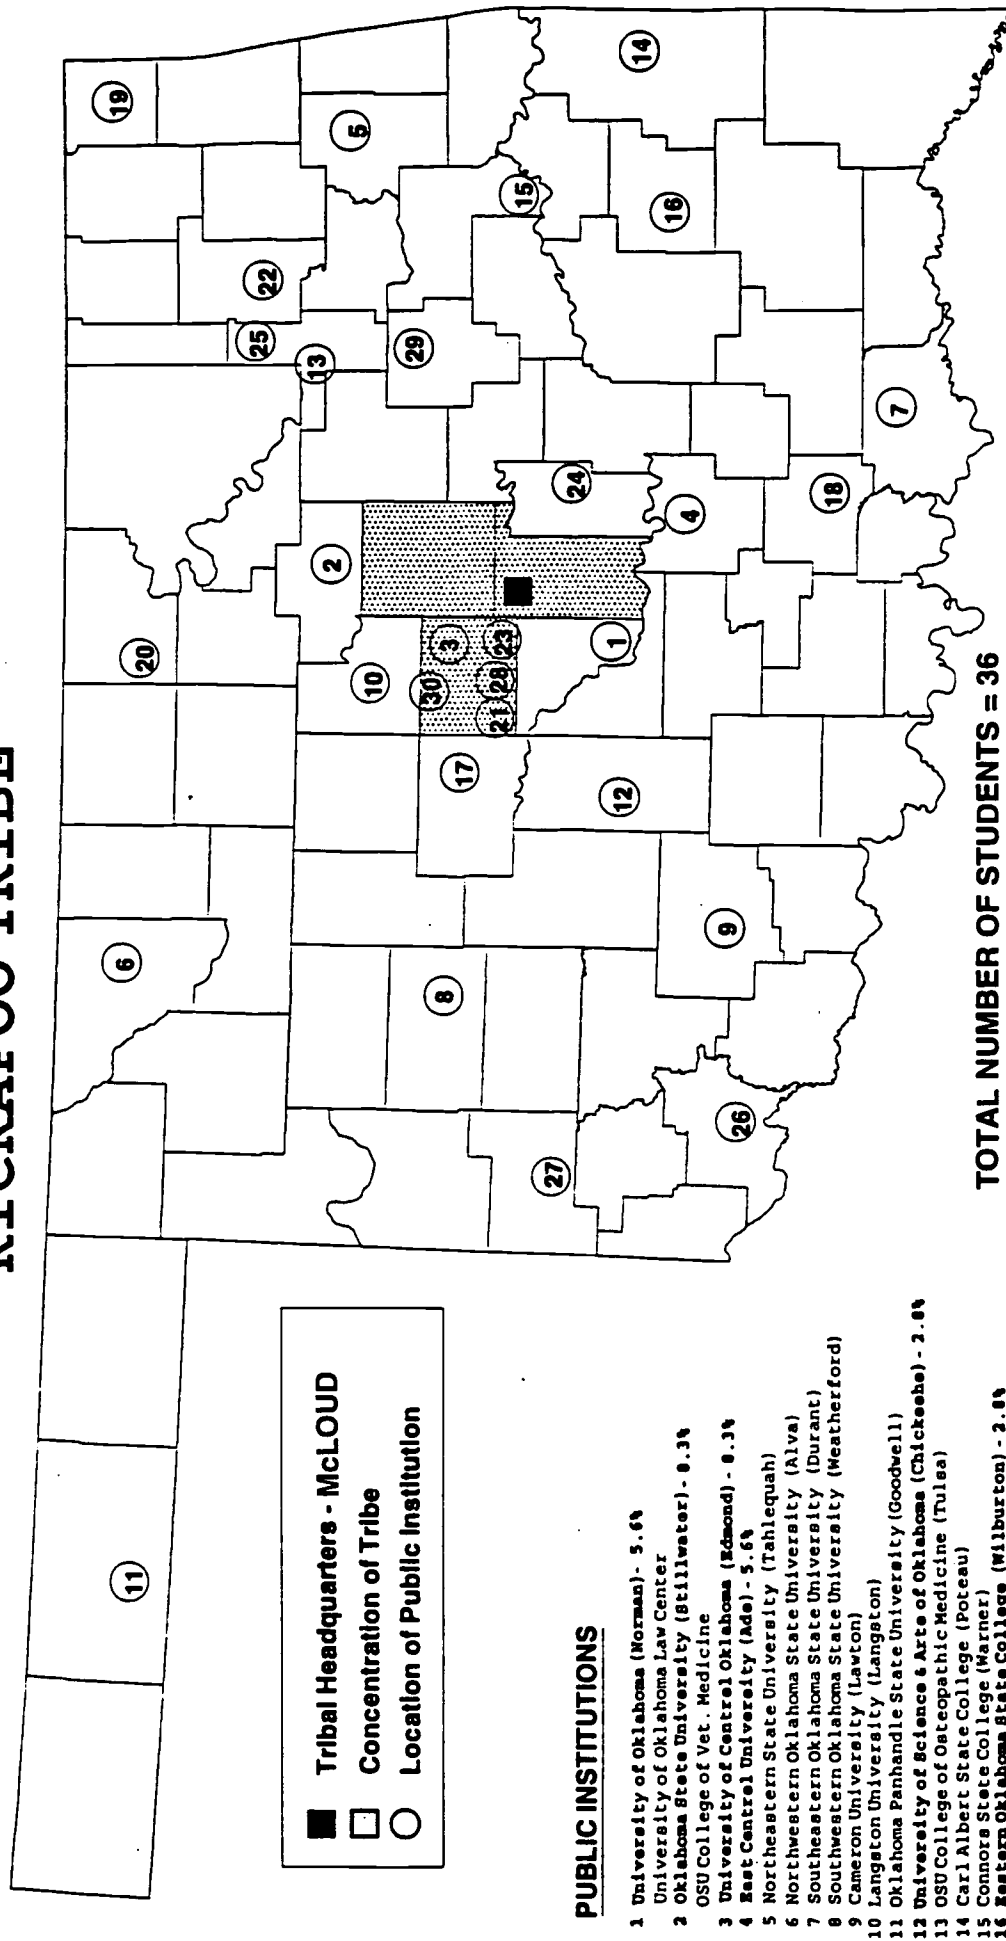 KICKAPOO TRIBE
Tribal Headquarters - McLOUD
Concentration of Tribe
Location of Public Institution
PUBLIC INSTITUTIONS
1 University of Oklahoma (Norman) - 5.6%
University of Oklahoma Law Center
2 Oklahoma State University (Stillwater) - 8.3%
OSU College of Vet. Medicine
3 University of Central Oklahoma (Edmond) - 8.3%
4 East Central University (Ada) - 5.6%
5 Northeastern State University (Tahlequah)
6 Northwestern Oklahoma State University (Alva)
7 Southeastern Oklahoma State University (Durant)
8 Southwestern Oklahoma State University (Weatherford)
9 Cameron University (Lawton)
10 Langston University (Langston)
11 Oklahoma Panhandle State University (Goodwell)
12 University of Science & Arts of Oklahoma (Chickasha) - 2.8%
13 OSU College of Osteopathic Medicine (Tulsa)
14 Carl Albert State College (Poteau)
15 Connors State College (Warner)
16 Eastern Oklahoma State College (Wilburton) - 2.8%
TOTAL NUMBER OF STUDENTS = 36
11
6
20
19
25
22
5
13
2
29
10
3
30
8
17
21
28
23
15
14
27
12
1
24
16
26
9
4
18
7